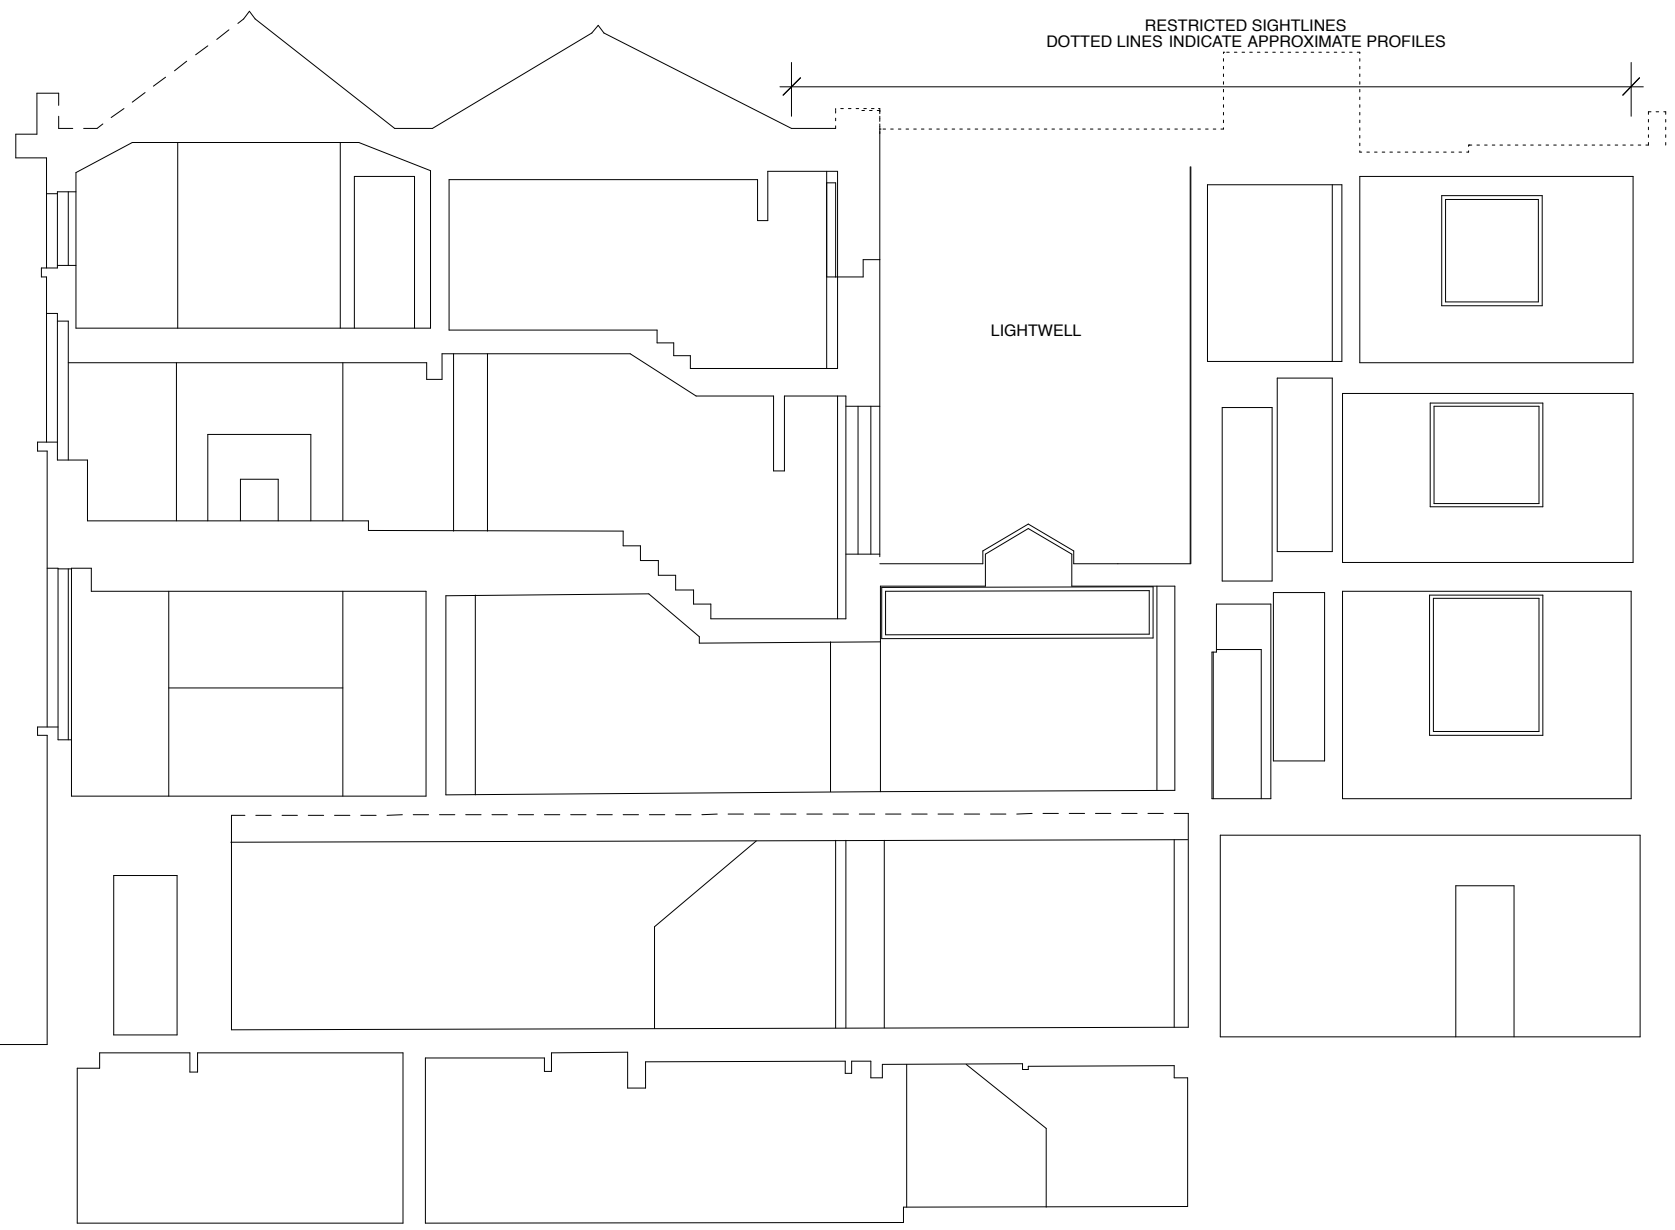 RESTRICTED SIGHTLINES
DOTTED LINES INDICATE APPROXIMATE PROFILES
LIGHTWELL